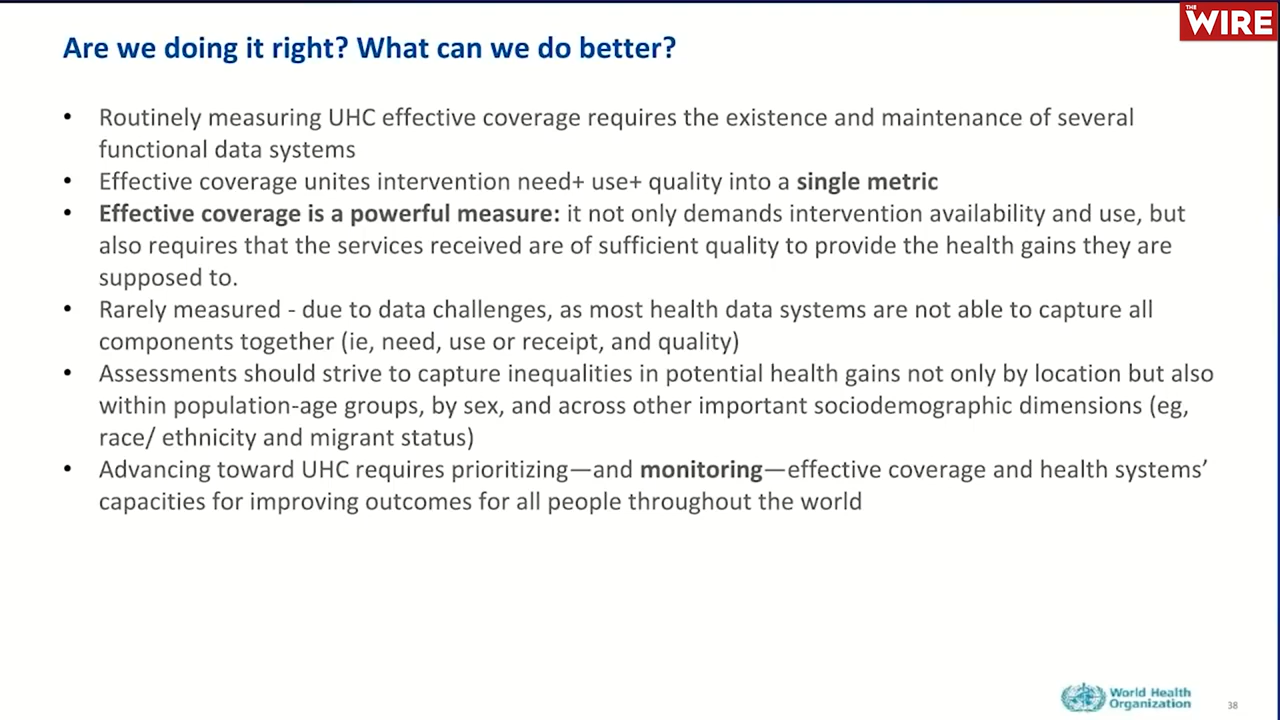 THE
WIRE
Are we doing it right? What can we do better?
• Routinely measuring UHC effective coverage requires the existence and maintenance of several
functional data systems
• Effective coverage unites intervention need+ use+ quality into a single metric
• Effective coverage is a powerful measure: it not only demands intervention availability and use, but
also requires that the services received are of sufficient quality to provide the health gains they are
supposed to.
• Rarely measured - due to data challenges, as most health data systems are not able to capture all
components together (ie, need, use or receipt, and quality)
• Assessments should strive to capture inequalities in potential health gains not only by location but also
within population-age groups, by sex, and across other important sociodemographic dimensions (eg,
race/ ethnicity and migrant status)
• Advancing toward UHC requires prioritizing—and monitoring—effective coverage and health systems’
capacities for improving outcomes for all people throughout the world
World Health
Organization
38